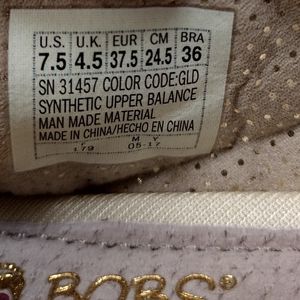 U.S. U.K. EUR CM BRA
7.5 4.5 37.5 24.5 36
SN 31457 COLOR CODE:GLD
SYNTHETIC UPPER BALANCE
MAN MADE MATERIAL
MADE IN CHINA/HECHO EN CHINA
F M Y
179 05-17
BOBS®